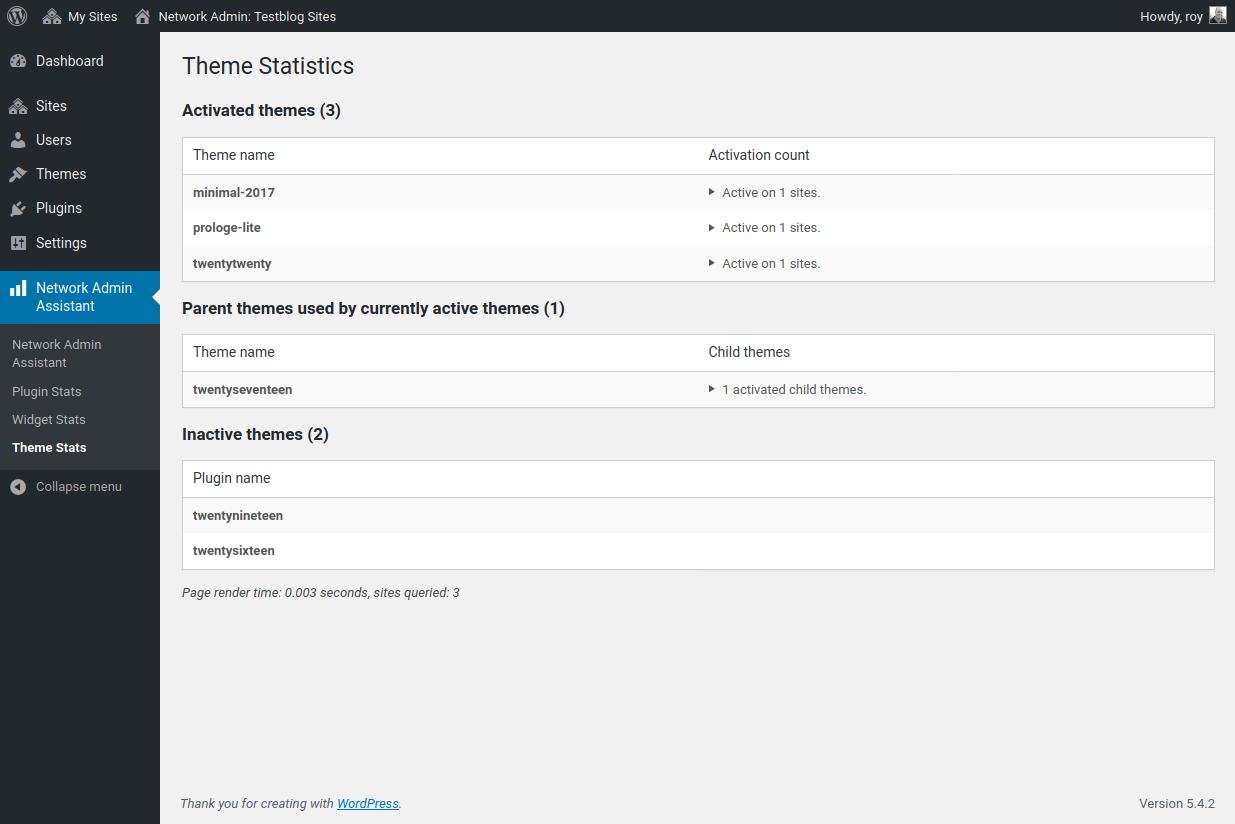 My Sites
Network Admin: Testblog Sites
Howdy, roy
Dashboard
Sites
Users
Themes
Plugins
Settings
Network Admin
Assistant
Network Admin
Assistant
Plugin Stats
Widget Stats
Theme Stats
Collapse menu
Theme Statistics
Activated themes (3)
Theme name Activation count
minimal-2017 Active on 1 sites.
prologe-lite Active on 1 sites.
twentytwenty Active on 1 sites.
Parent themes used by currently active themes (1)
Theme name Child themes
twentyseventeen 1 activated child themes.
Inactive themes (2)
Plugin name
twentynineteen
twentysixteen
Page render time: 0.003 seconds, sites queried: 3
Thank you for creating with WordPress.
Version 5.4.2